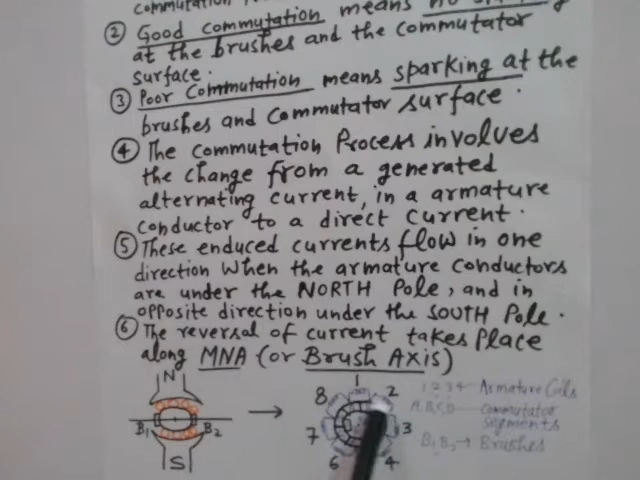 commutation
② Good commutation means no sparking
at the brushes and the commutator
surface.
③ Poor commutation means sparking at the
brushes and commutator surface.
④ The commutation Process involves
the change from a generated
alternating current, in a armature
conductor to a direct current.
⑤ These enduced currents flow in one
direction when the armature conductors
are under the NORTH Pole, and in
opposite direction under the SOUTH Pole.
⑥ The reversal of current takes Place
along MNA (or Brush Axis)
N
B1 B2
S
1
8 2
7 3
6 4
1 2 3 4 - Armature Coils
A, B, C, D - commutator
segments
B1 B2 → Brushes